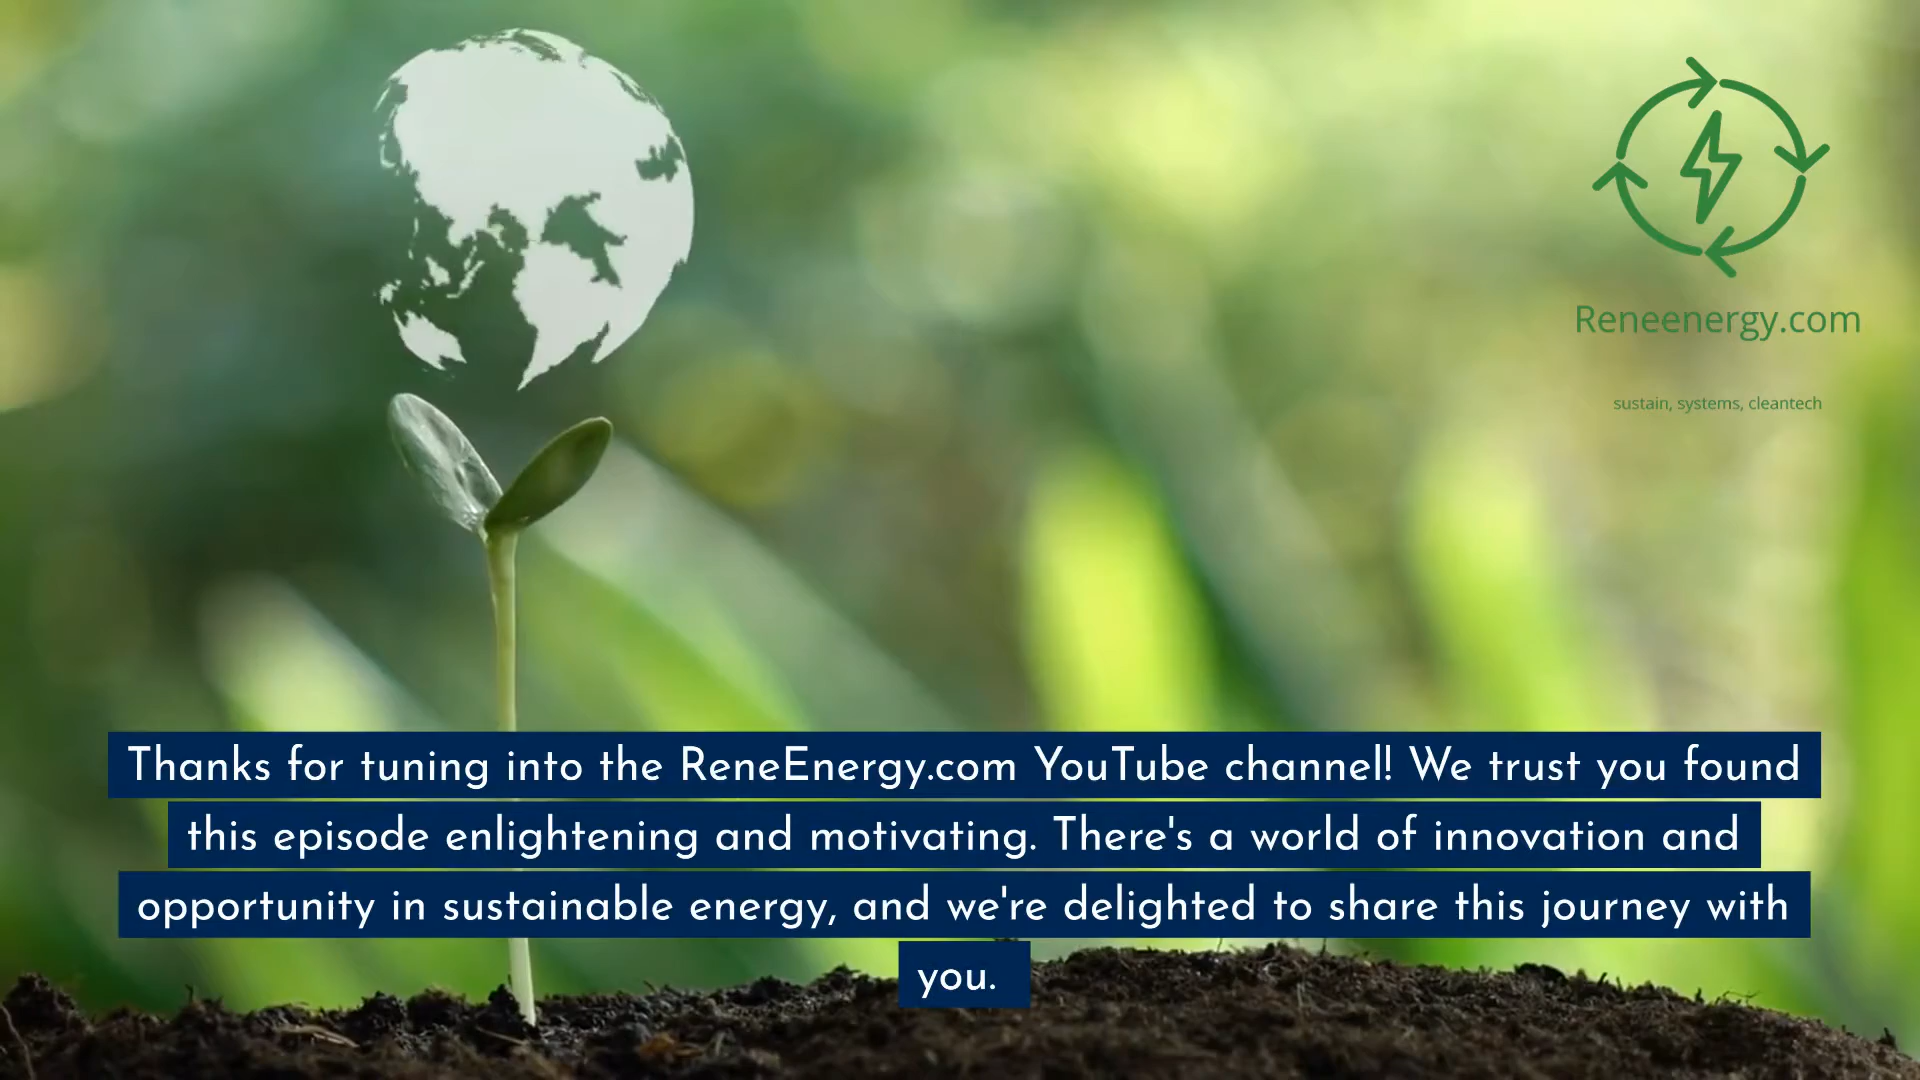 Reneenergy.com
sustain, systems, cleantech
Thanks for tuning into the ReneEnergy.com YouTube channel! We trust you found
this episode enlightening and motivating. There's a world of innovation and
opportunity in sustainable energy, and we're delighted to share this journey with
you.